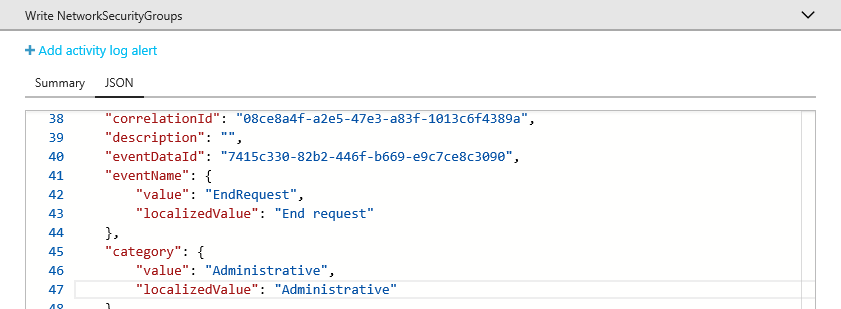 Write NetworkSecurityGroups
+ Add activity log alert
Summary JSON
38 "correlationId": "08ce8a4f-a2e5-47e3-a83f-1013c6f4389a",
39 "description": "",
40 "eventDataId": "7415c330-82b2-446f-b669-e9c7ce8c3090",
41 "eventName": {
42 "value": "EndRequest",
43 "localizedValue": "End request"
44 },
45 "category": {
46 "value": "Administrative",
47 "localizedValue": "Administrative"
48 }